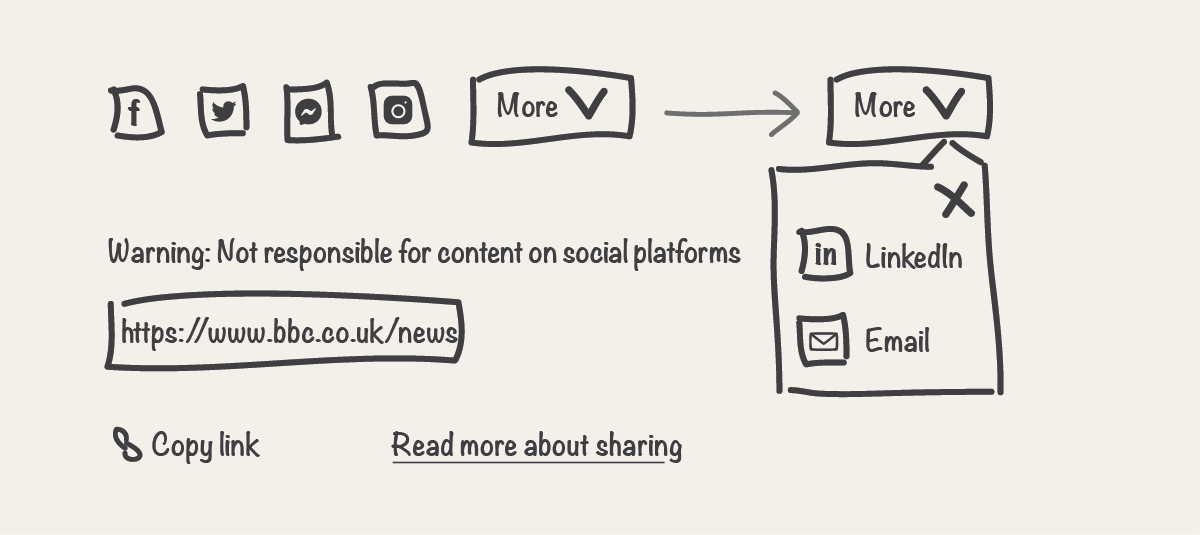 f
More
More
in LinkedIn
Email
Warning: Not responsible for content on social platforms
https://www.bbc.co.uk/news
Copy link
Read more about sharing